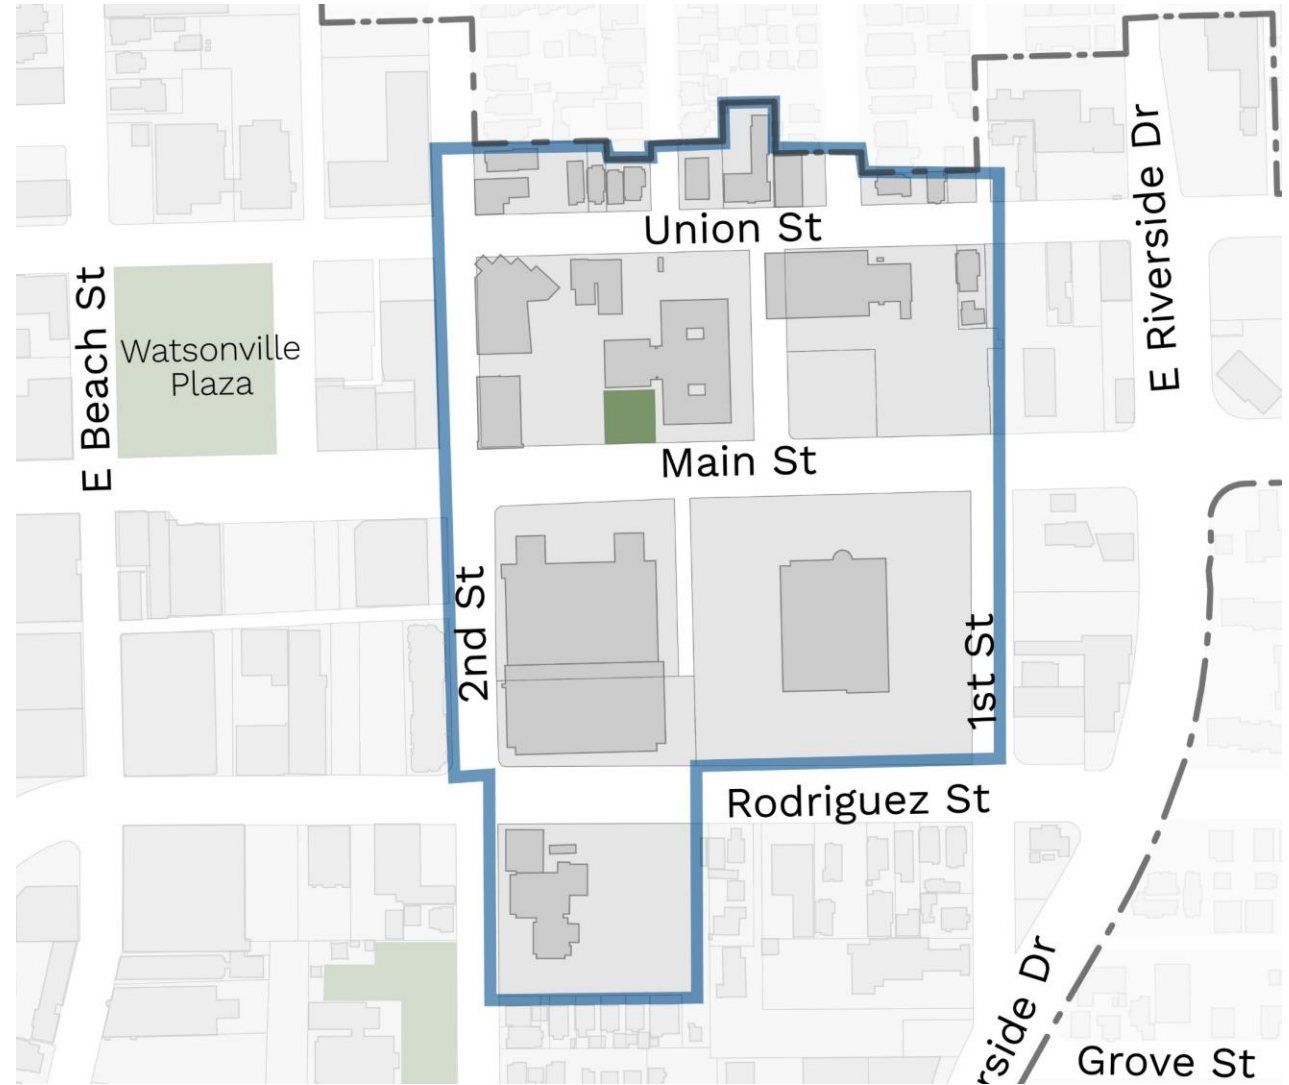 E Riverside Dr
Union St
E Beach St
Watsonville
Plaza
Main St
2nd St
1st St
Rodriguez St
rside Dr
Grove St